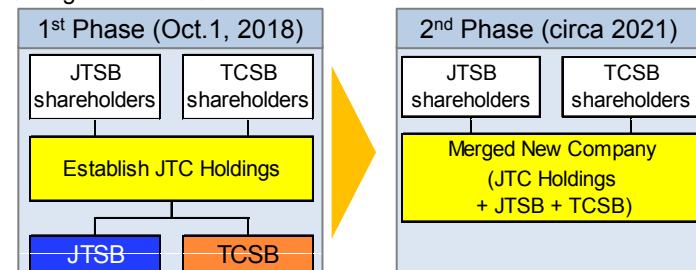 1st Phase (Oct.1, 2018)
JTSB
shareholders
TCSB
shareholders
Establish JTC Holdings
JTSB
TCSB
2nd Phase (circa 2021)
JTSB
shareholders
TCSB
shareholders
Merged New Company
(JTC Holdings
+ JTSB + TCSB)